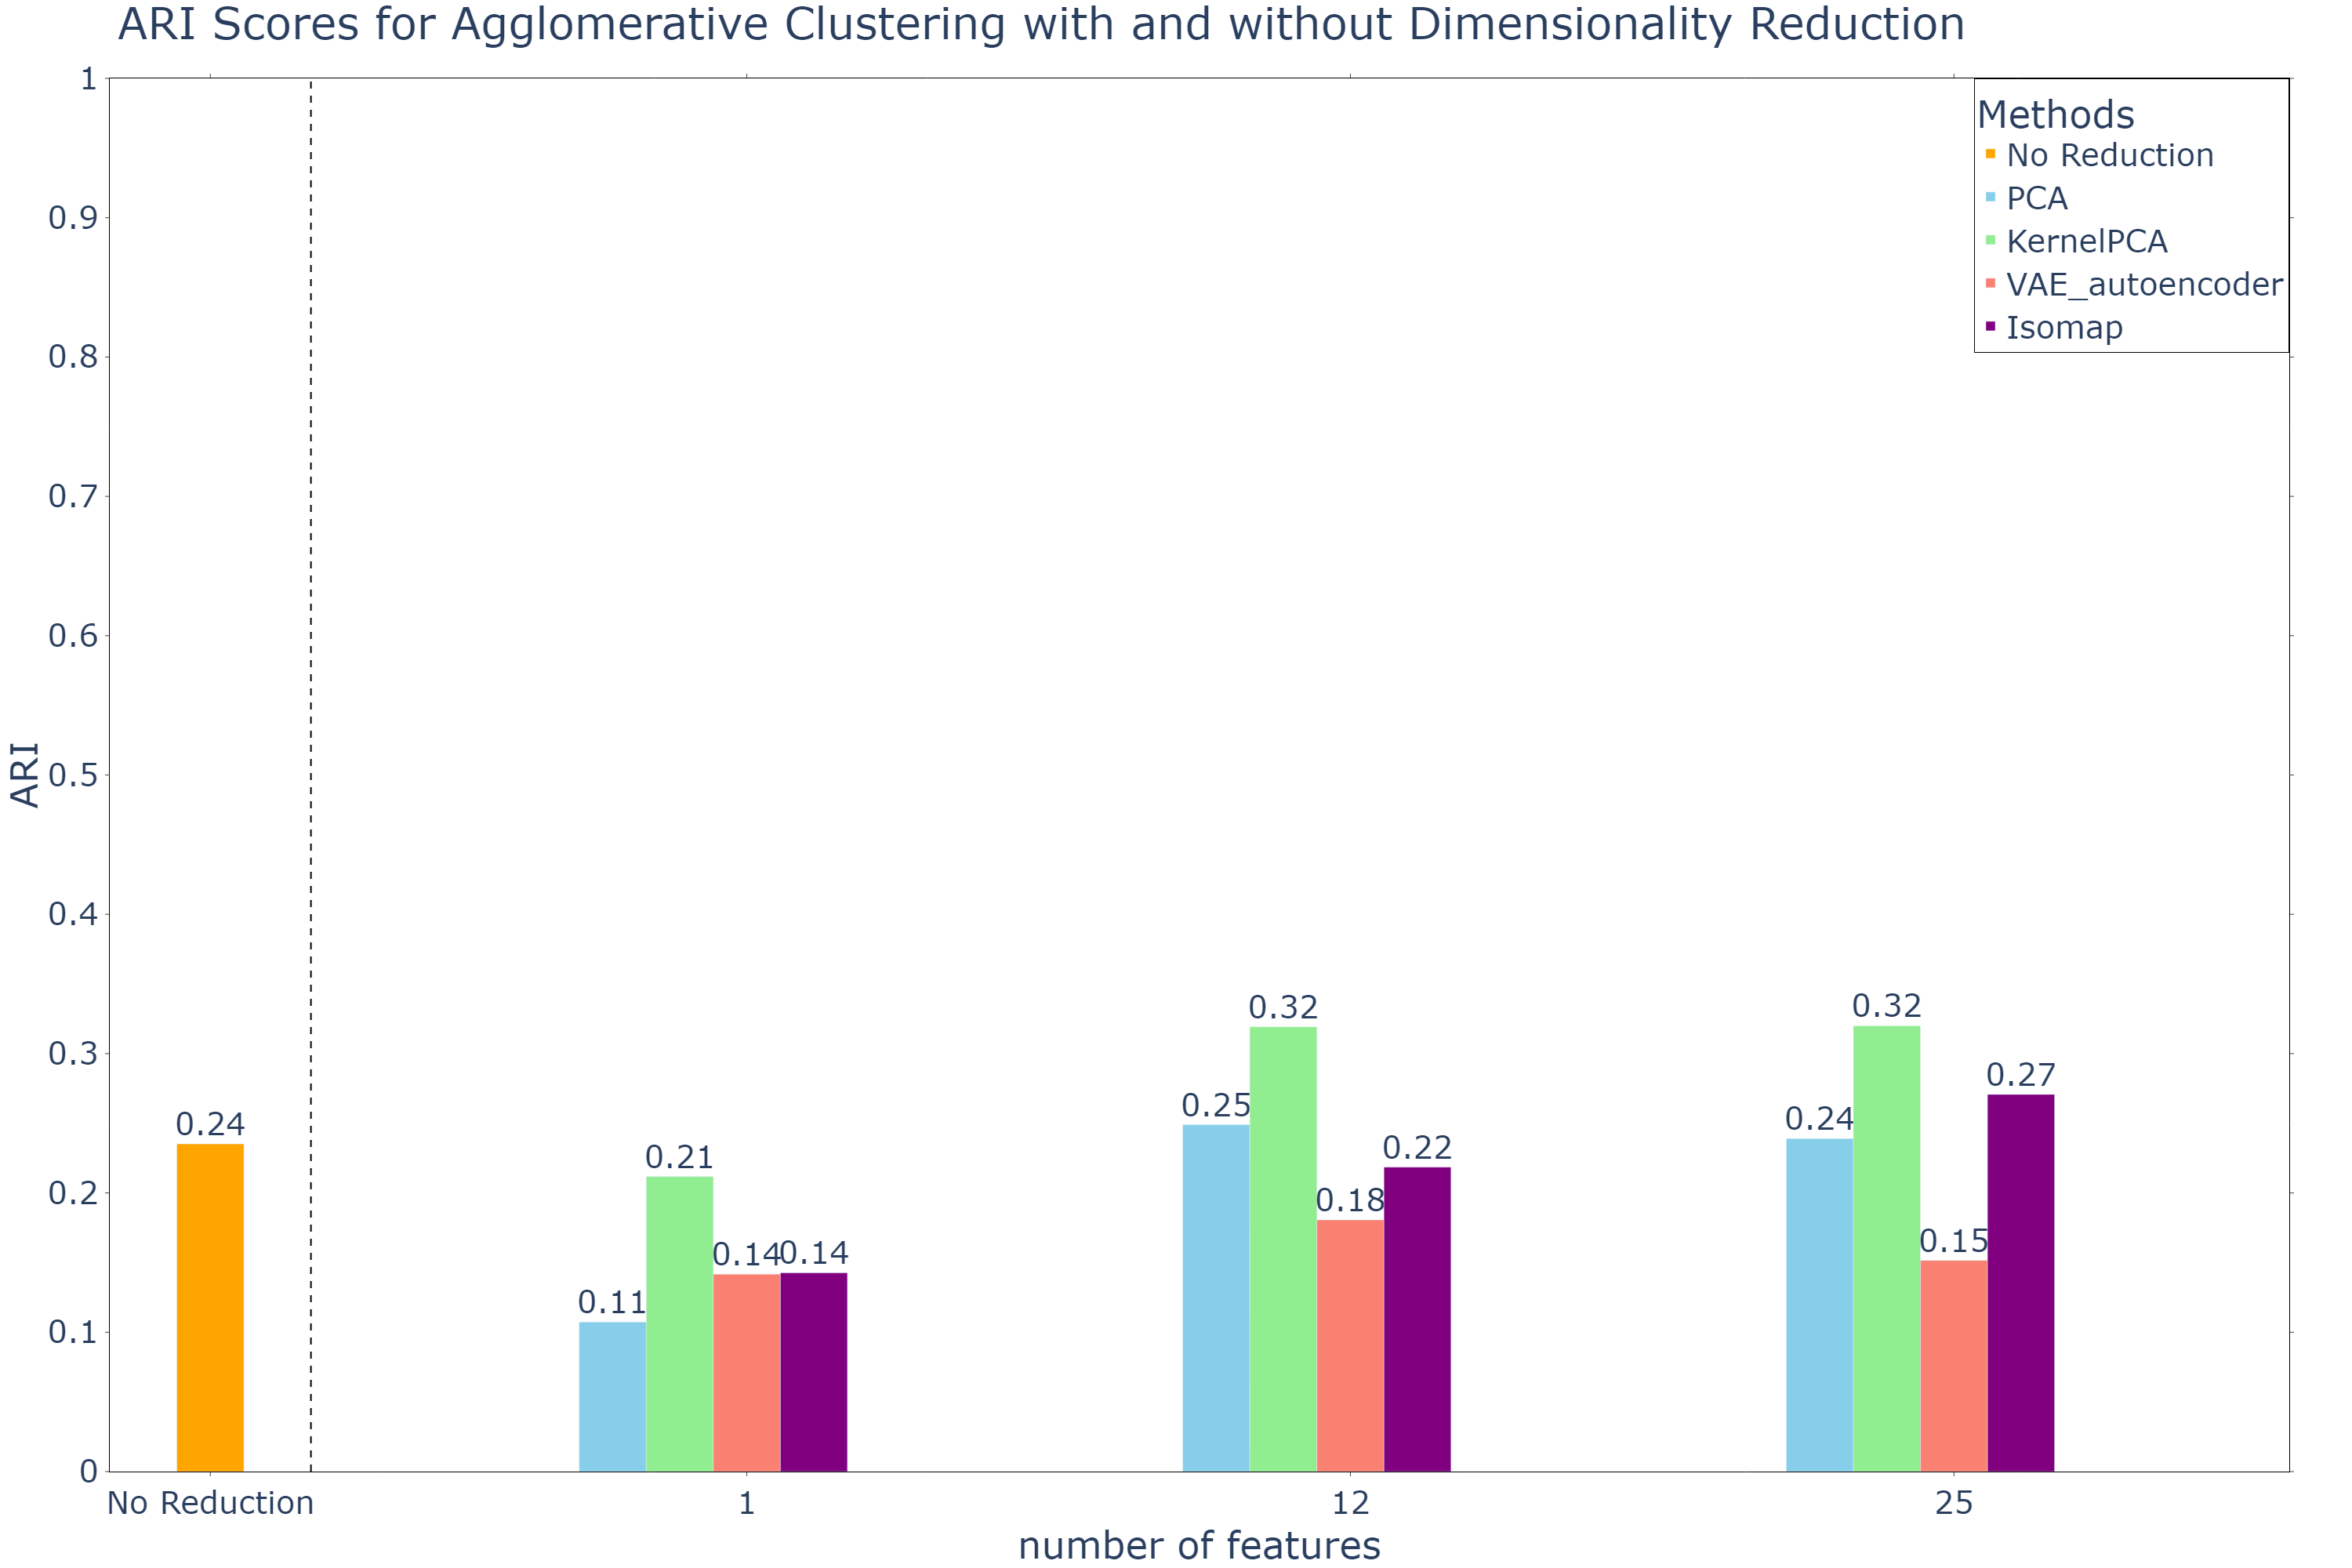 ARI Scores for Agglomerative Clustering with and without Dimensionality Reduction
Methods
No Reduction
PCA
KernelPCA
VAE_autoencoder
Isomap
ARI
1
0.9
0.8
0.7
0.6
0.5
0.4
0.3
0.2
0.1
0
0.24
0.11
0.21
0.14
0.14
0.25
0.32
0.18
0.22
0.24
0.32
0.15
0.27
No Reduction 1 12 25
number of features